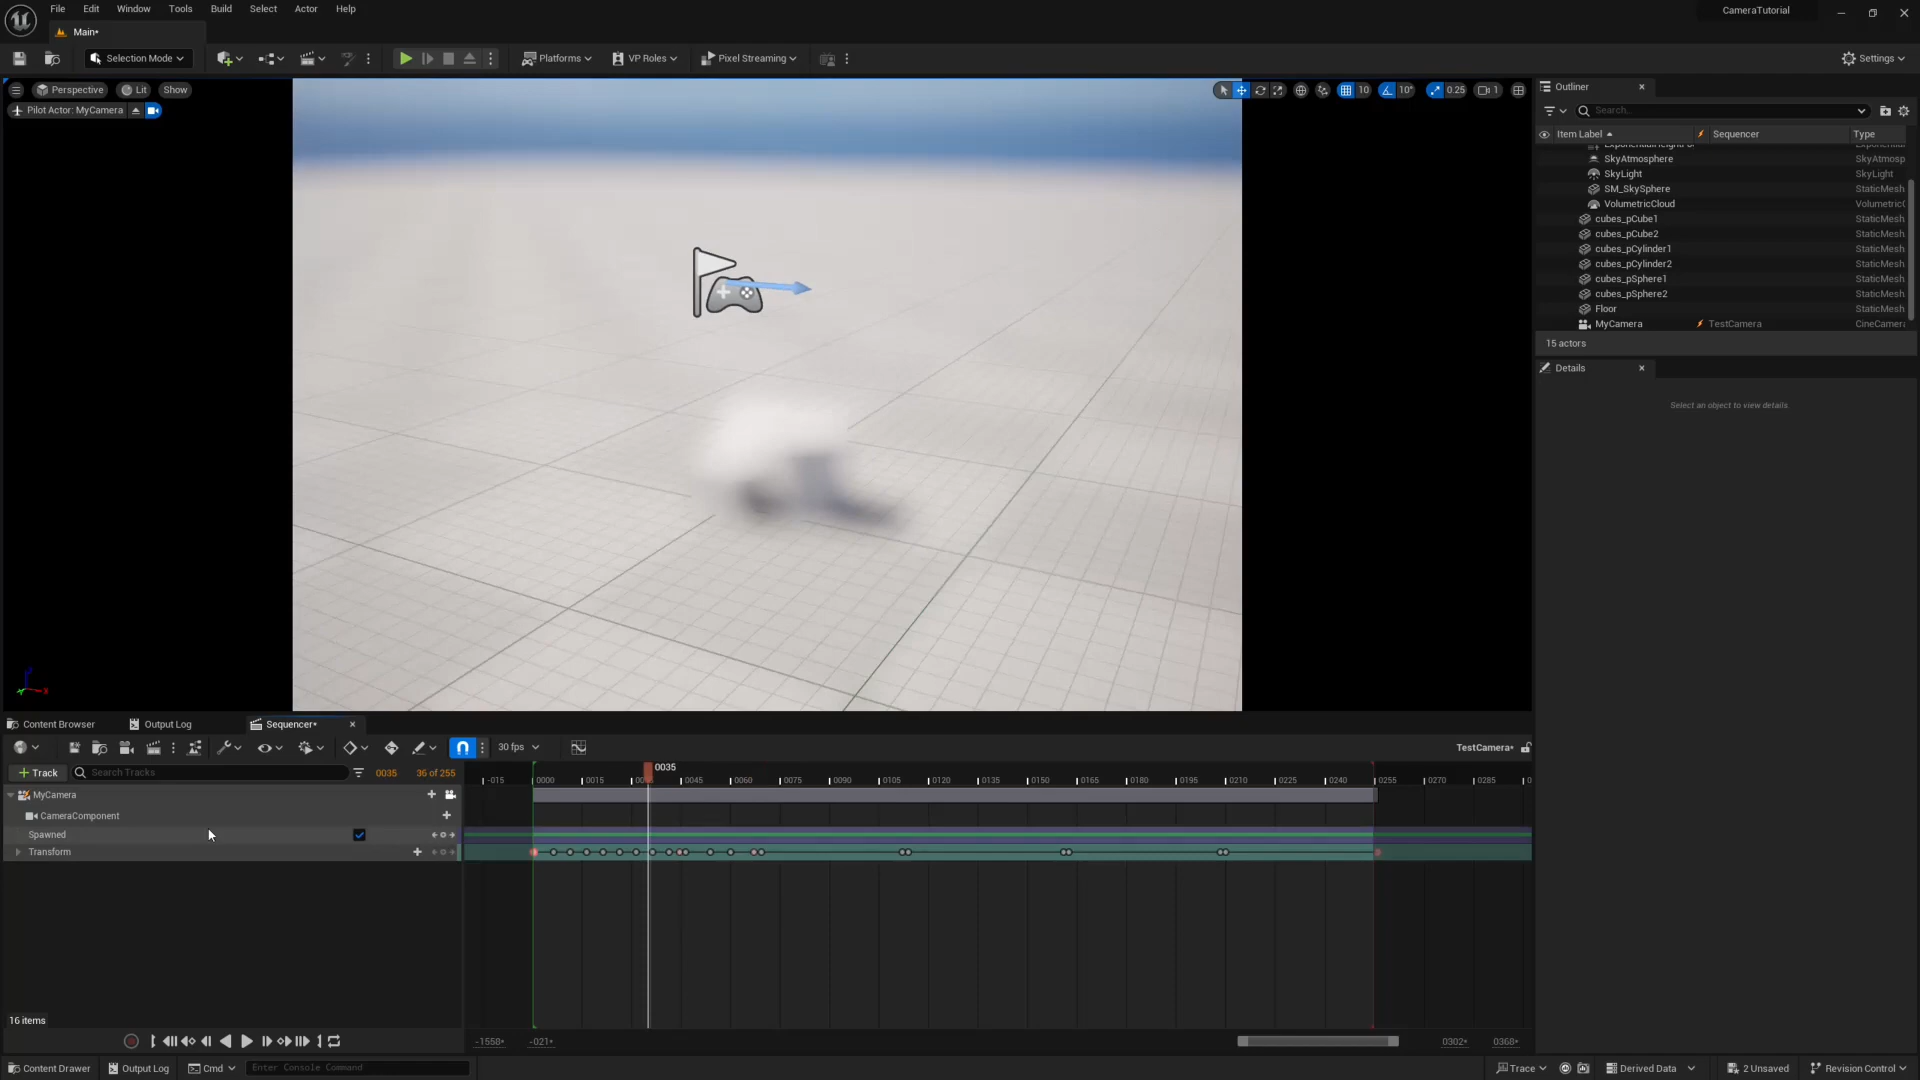 File Edit Window Tools Build Select Actor Help
CameraTutorial
Main*
Selection Mode
Platforms
VP Roles
Pixel Streaming
Settings
Perspective Lit Show
10 10° 0.25 1
Pilot Actor: MyCamera
Outliner
Search...
Item Label Sequencer Type
SkyAtmosphere SkyAtmosp
SkyLight SkyLight
SM_SkySphere StaticMesh
VolumetricCloud Volumetric
cubes_pCube1 StaticMesh
cubes_pCube2 StaticMesh
cubes_pCylinder1 StaticMesh
cubes_pCylinder2 StaticMesh
cubes_pSphere1 StaticMesh
cubes_pSphere2 StaticMesh
Floor StaticMesh
MyCamera TestCamera CineCamera
15 actors
Details
Select an object to view details.
Content Browser Output Log Sequencer*
30 fps
TestCamera*
Track
Search Tracks
0035 36 of 255
0035
-015 0000 0015 0045 0060 0075 0090 0105 0120 0135 0150 0165 0180 0195 0210 0225 0240 0255 0270 0285
MyCamera
CameraComponent
Spawned
Transform
16 items
-1558+ -021+ 0302+ 0368+
Content Drawer Output Log Cmd Enter Console Command
Trace Derived Data 2 Unsaved Revision Control